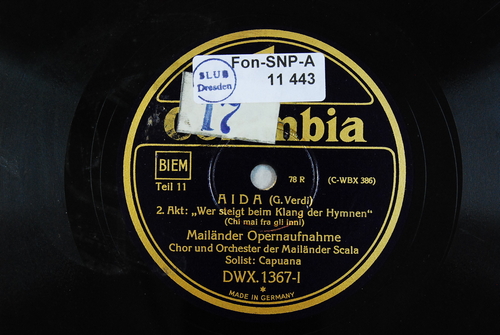 Fon-SNP-A
11 443
SLUB
Dresden
17
Columbia
BIEM
Teil 11
78 R
(C-WBX 386)
AIDA (G. Verdi)
2. Akt: „Wer steigt beim Klang der Hymnen"
(Chi mai fra gli inni)
Mailänder Opernaufnahme
Chor und Orchester der Mailänder Scala
Solist: Capuana
DWX.1367-I
MADE IN GERMANY